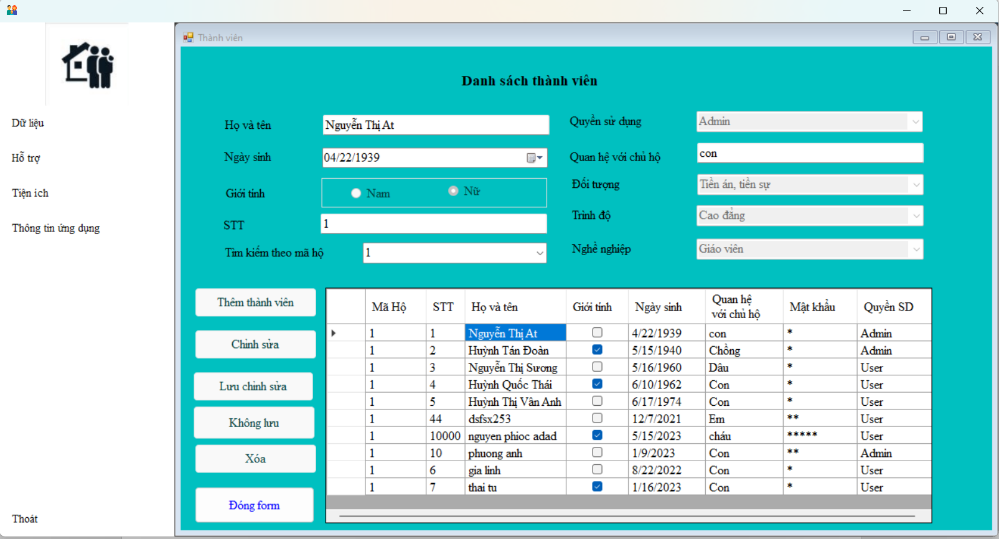 Thành viên
Dữ liệu
Hỗ trợ
Tiện ích
Thông tin ứng dụng
Thoát
Danh sách thành viên
Họ và tên
Nguyễn Thị At
Ngày sinh
04/22/1939
Giới tính
Nam
Nữ
STT
1
Tìm kiếm theo mã hộ
1
Quyền sử dụng
Admin
Quan hệ với chủ hộ
con
Đối tượng
Tiền án, tiền sự
Trình độ
Cao đẳng
Nghề nghiệp
Giáo viên
Thêm thành viên
Chỉnh sửa
Lưu chỉnh sửa
Không lưu
Xóa
Đóng form
Mã Hộ STT Họ và tên Giới tính Ngày sinh Quan hệ
với chủ hộ Mật khẩu Quyền SD
1 1 Nguyễn Thị At 4/22/1939 con * Admin
1 2 Huỳnh Tán Đoàn 5/15/1940 Chồng * Admin
1 3 Nguyễn Thị Sương 5/16/1960 Dâu * User
1 4 Huỳnh Quốc Thái 6/10/1962 Con * User
1 5 Huỳnh Thị Vân Anh 6/17/1974 Con * User
1 44 dsfsx253 12/7/2021 Em ** User
1 10000 nguyen phioc adad 5/15/2023 cháu ***** User
1 10 phuong anh 1/9/2023 Con ** Admin
1 6 gia linh 8/22/2022 Con * User
1 7 thai tu 1/16/2023 Con * User